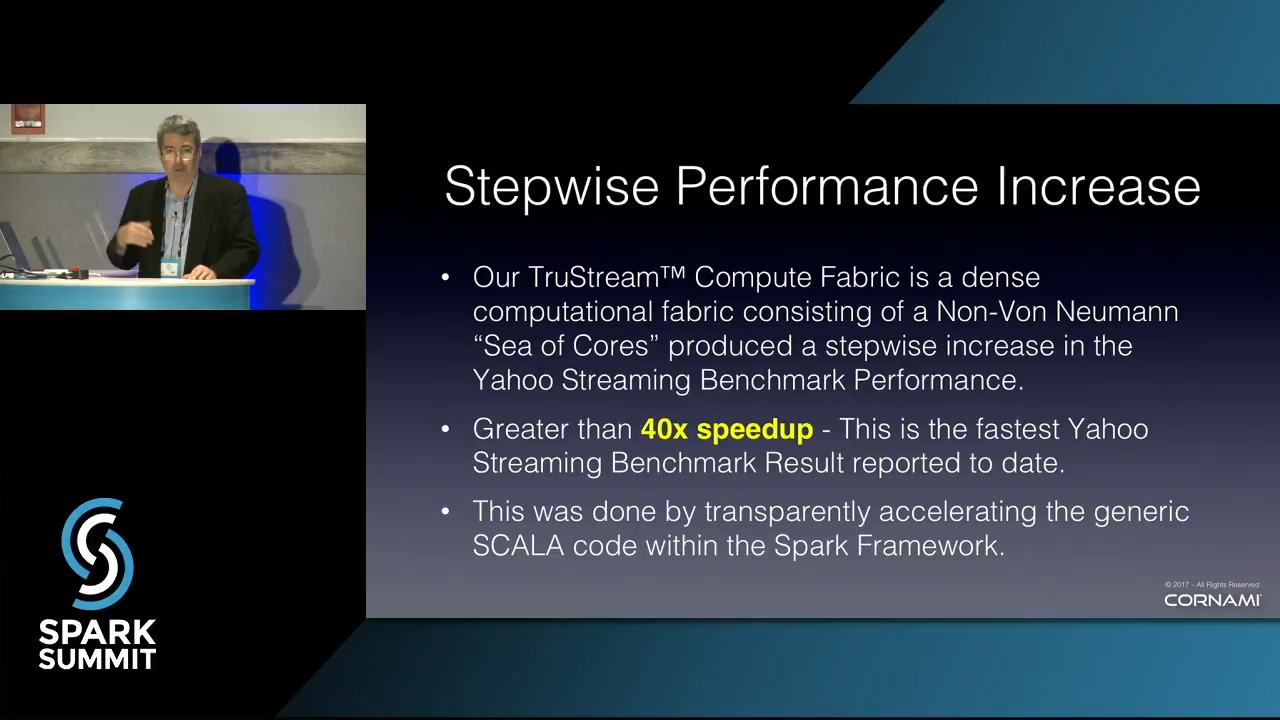 Stepwise Performance Increase
• Our TruStream™ Compute Fabric is a dense
computational fabric consisting of a Non-Von Neumann
“Sea of Cores” produced a stepwise increase in the
Yahoo Streaming Benchmark Performance.
• Greater than 40x speedup - This is the fastest Yahoo
Streaming Benchmark Result reported to date.
• This was done by transparently accelerating the generic
SCALA code within the Spark Framework.
© 2017 – All Rights Reserved
CORNAMI™
SPARK
SUMMIT